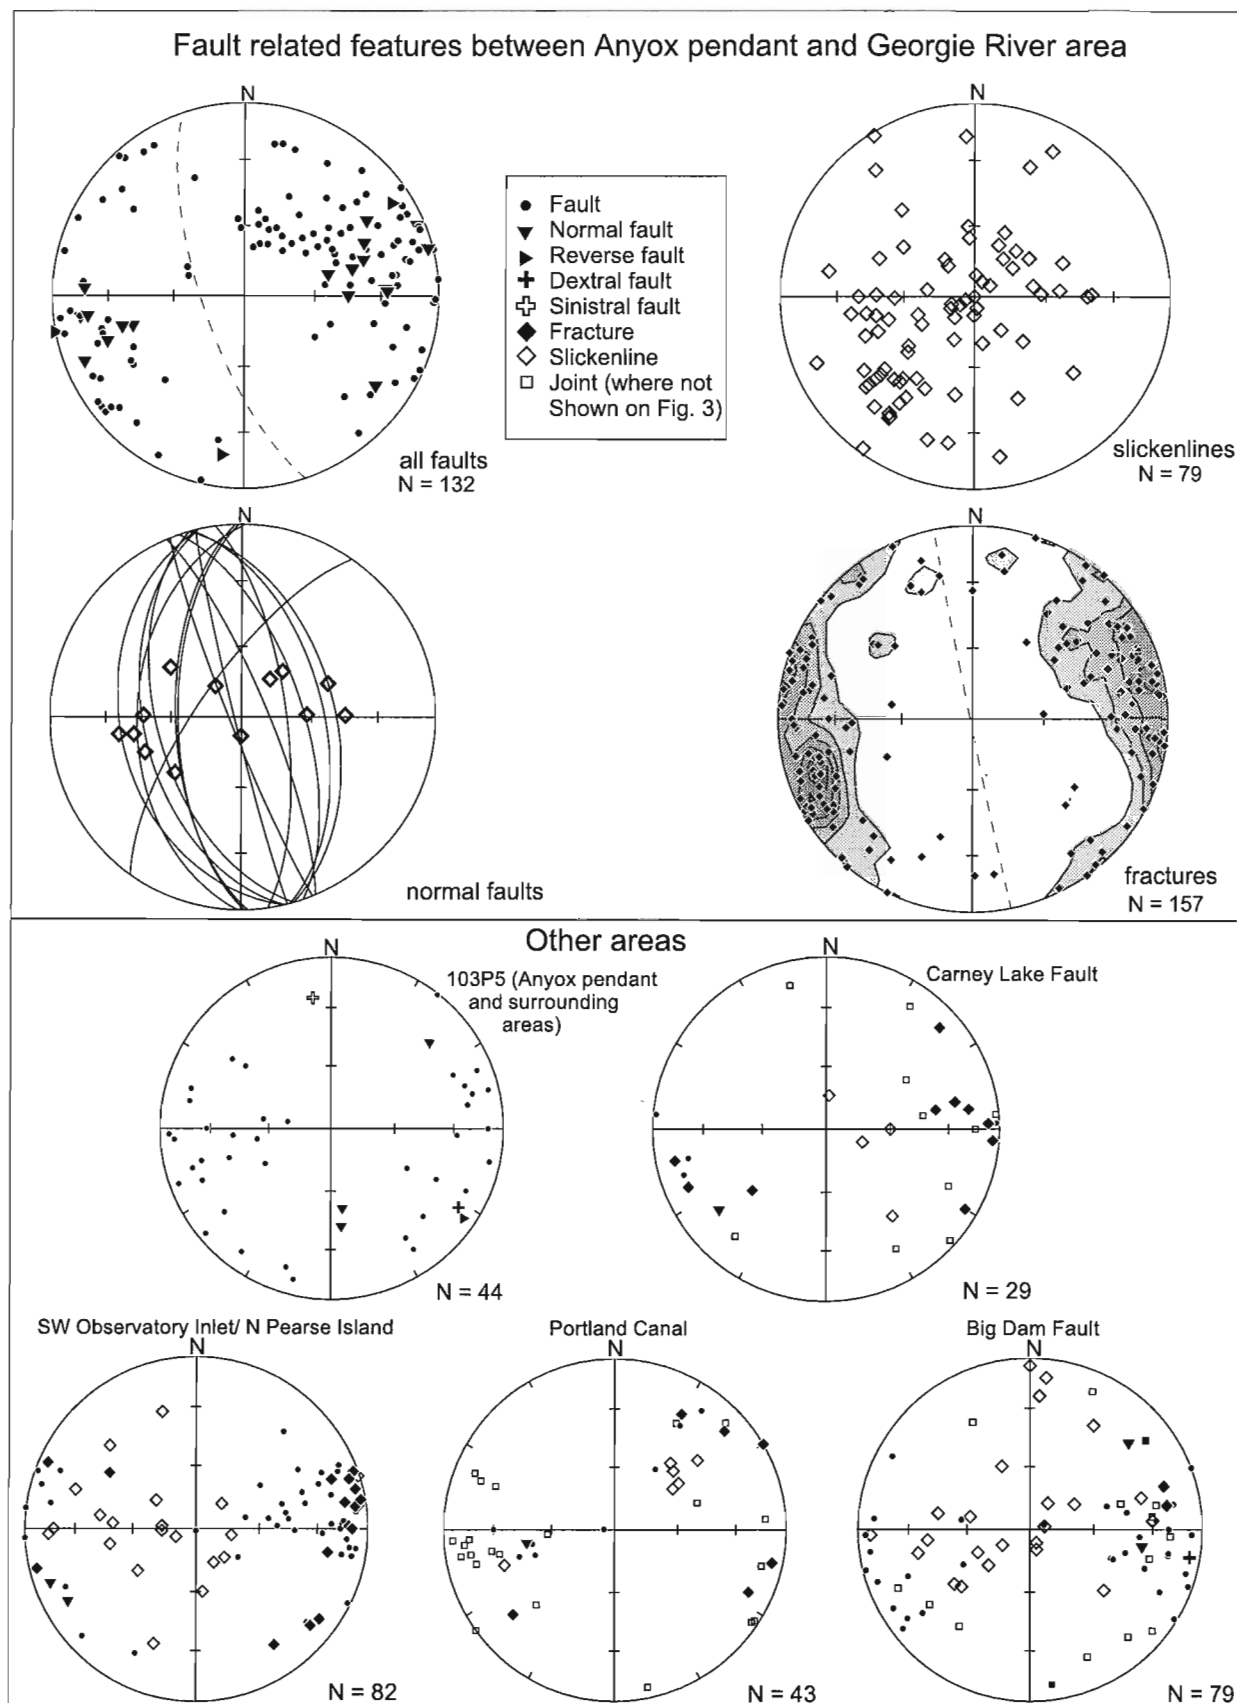 Fault related features between Anyox pendant and Georgie River area
N
N
Fault
Normal fault
Reverse fault
Dextral fault
Sinistral fault
Fracture
Slickenline
Joint (where not
Shown on Fig. 3)
all faults
N = 132
slickenlines
N = 79
N
N
normal faults
fractures
N = 157
Other areas
N
103P5 (Anyox pendant
and surrounding
areas)
N = 44
N
Carney Lake Fault
N = 29
SW Observatory Inlet/ N Pearse Island
N
N = 82
Portland Canal
N
N = 43
Big Dam Fault
N
N = 79